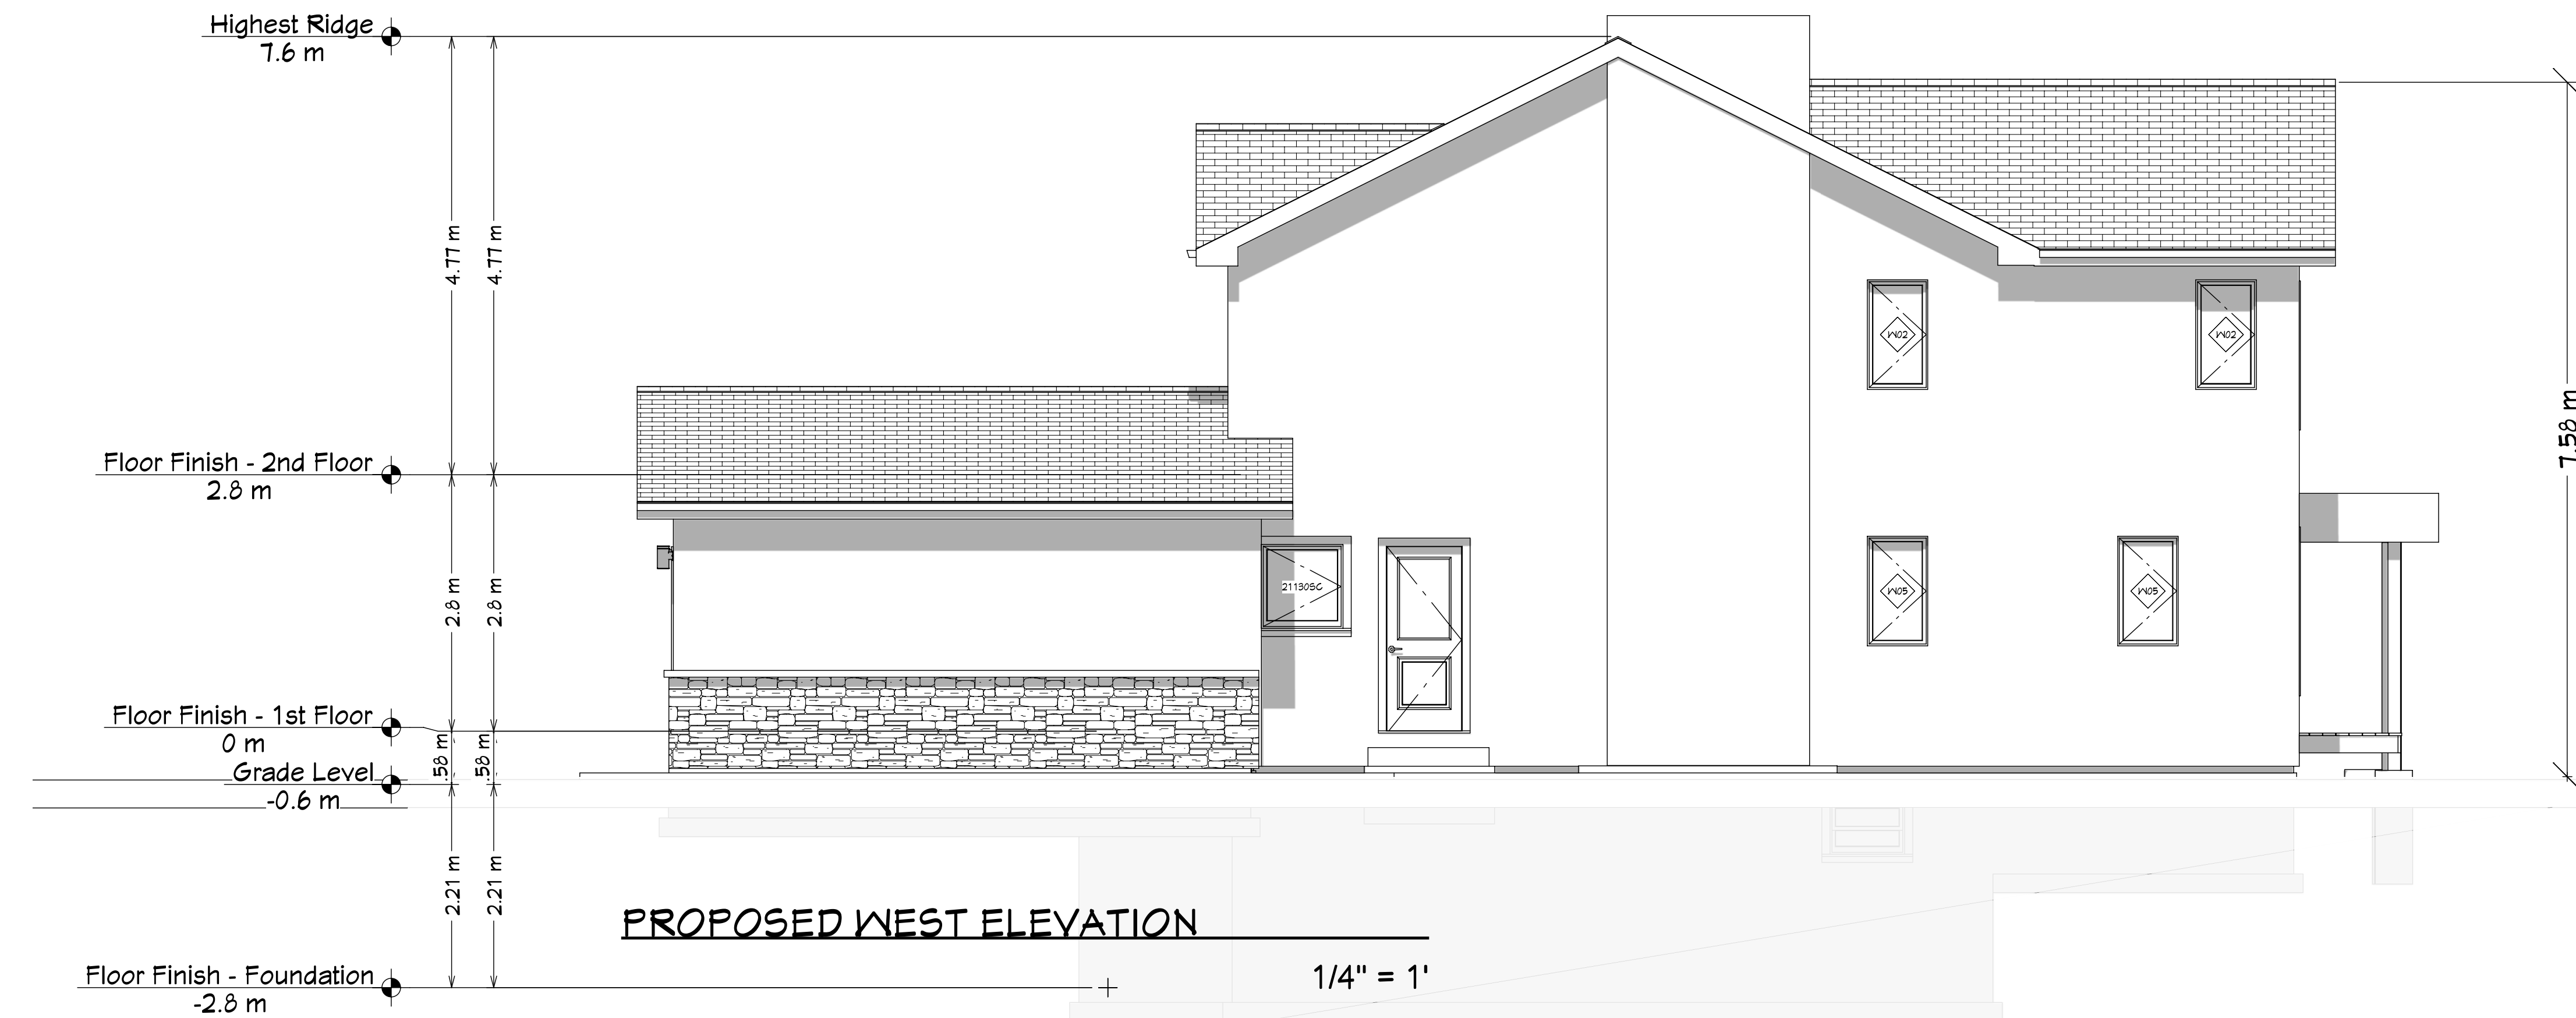 Highest Ridge
7.6 m
4.77 m
4.77 m
7.58 m
W02
W02
Floor Finish - 2nd Floor
2.8 m
2.8 m
2.8 m
211305C
W05
W05
Floor Finish - 1st Floor
0 m
.58 m
.58 m
Grade Level
-0.6 m
2.21 m
2.21 m
PROPOSED WEST ELEVATION
1/4" = 1'
Floor Finish - Foundation
-2.8 m